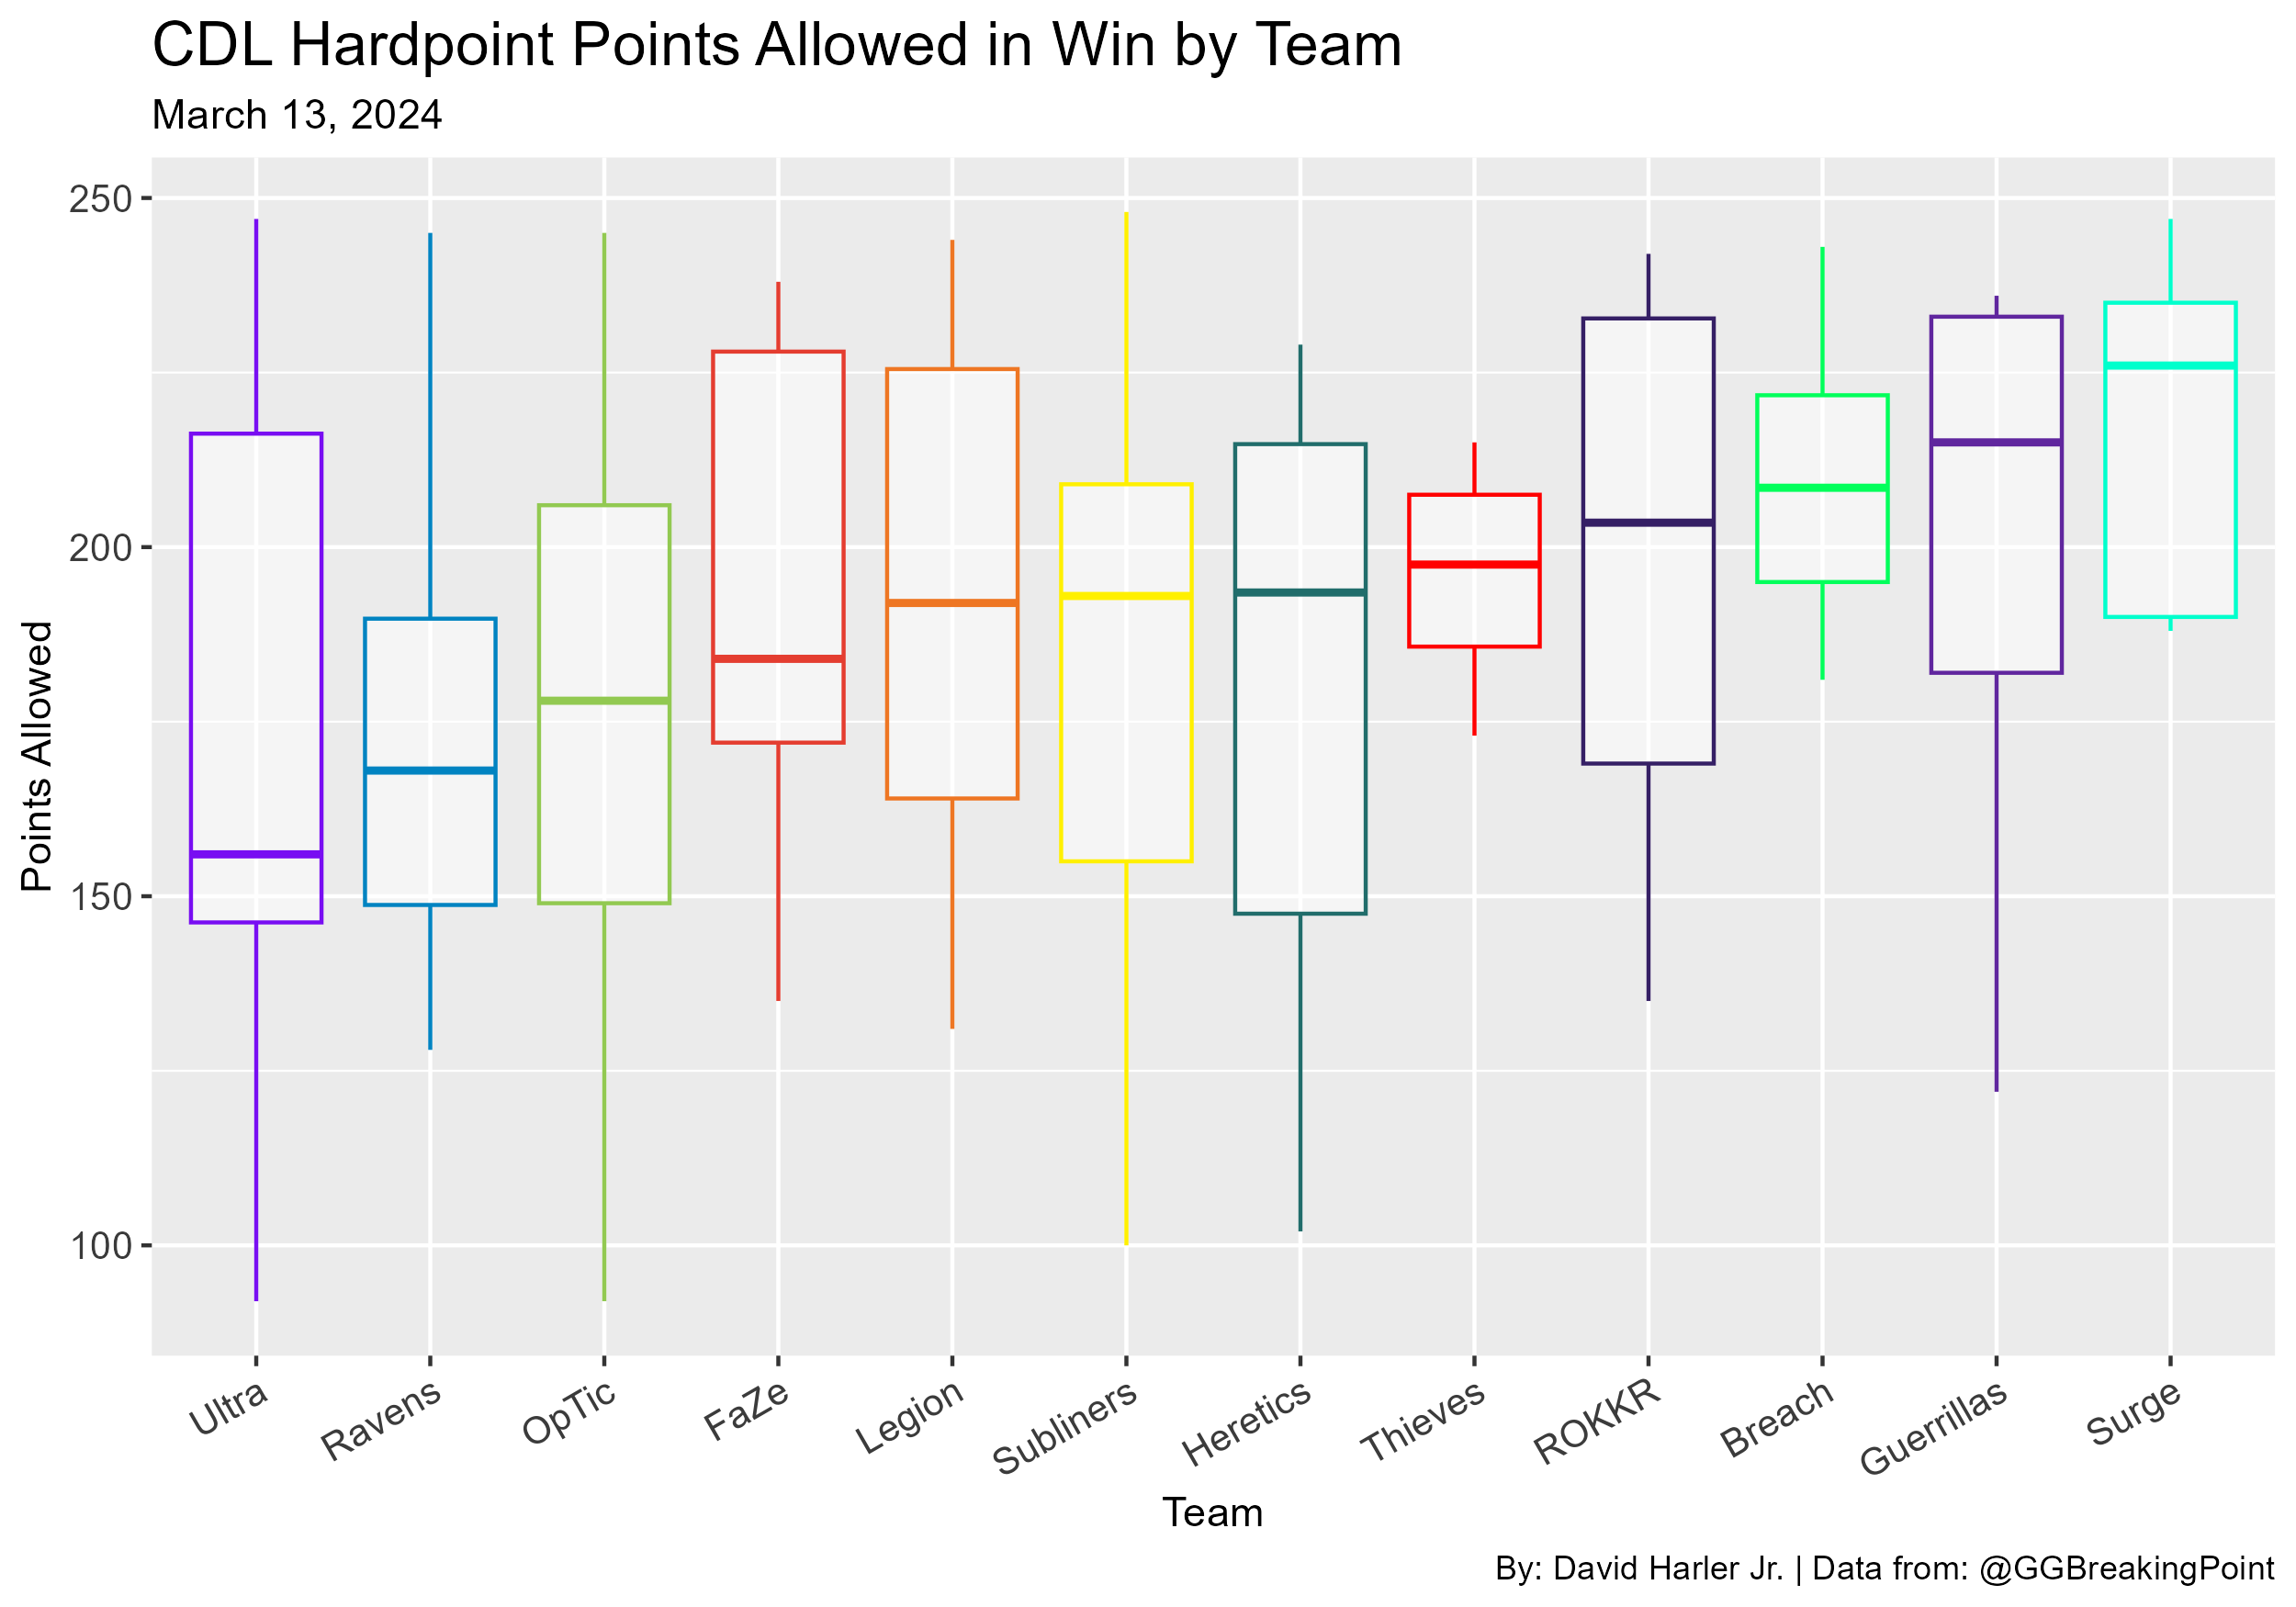 CDL Hardpoint Points Allowed in Win by Team
March 13, 2024
Points Allowed
250
200
150
100
Ultra
Ravens
OpTic
FaZe
Legion
Subliners
Heretics
Thieves
ROKKR
Breach
Guerrillas
Surge
Team
By: David Harler Jr. | Data from: @GGBreakingPoint